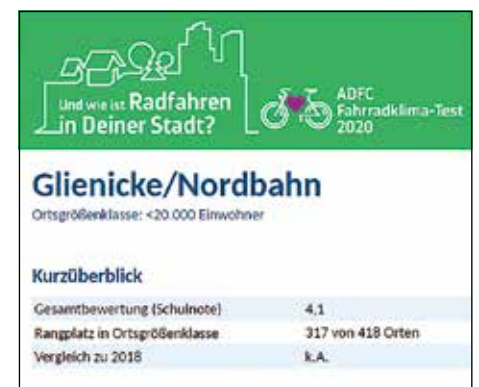 Und wie ist Radfahren
in Deiner Stadt?
ADFC
Fahrradklima-Test
2020
Glienicke/Nordbahn
Ortsgrößenklasse: <20.000 Einwohner
Kurzüberblick
Gesamtbewertung (Schulnote) 4,1
Rangplatz in Ortsgrößenklasse 317 von 418 Orten
Vergleich zu 2018 k.A.